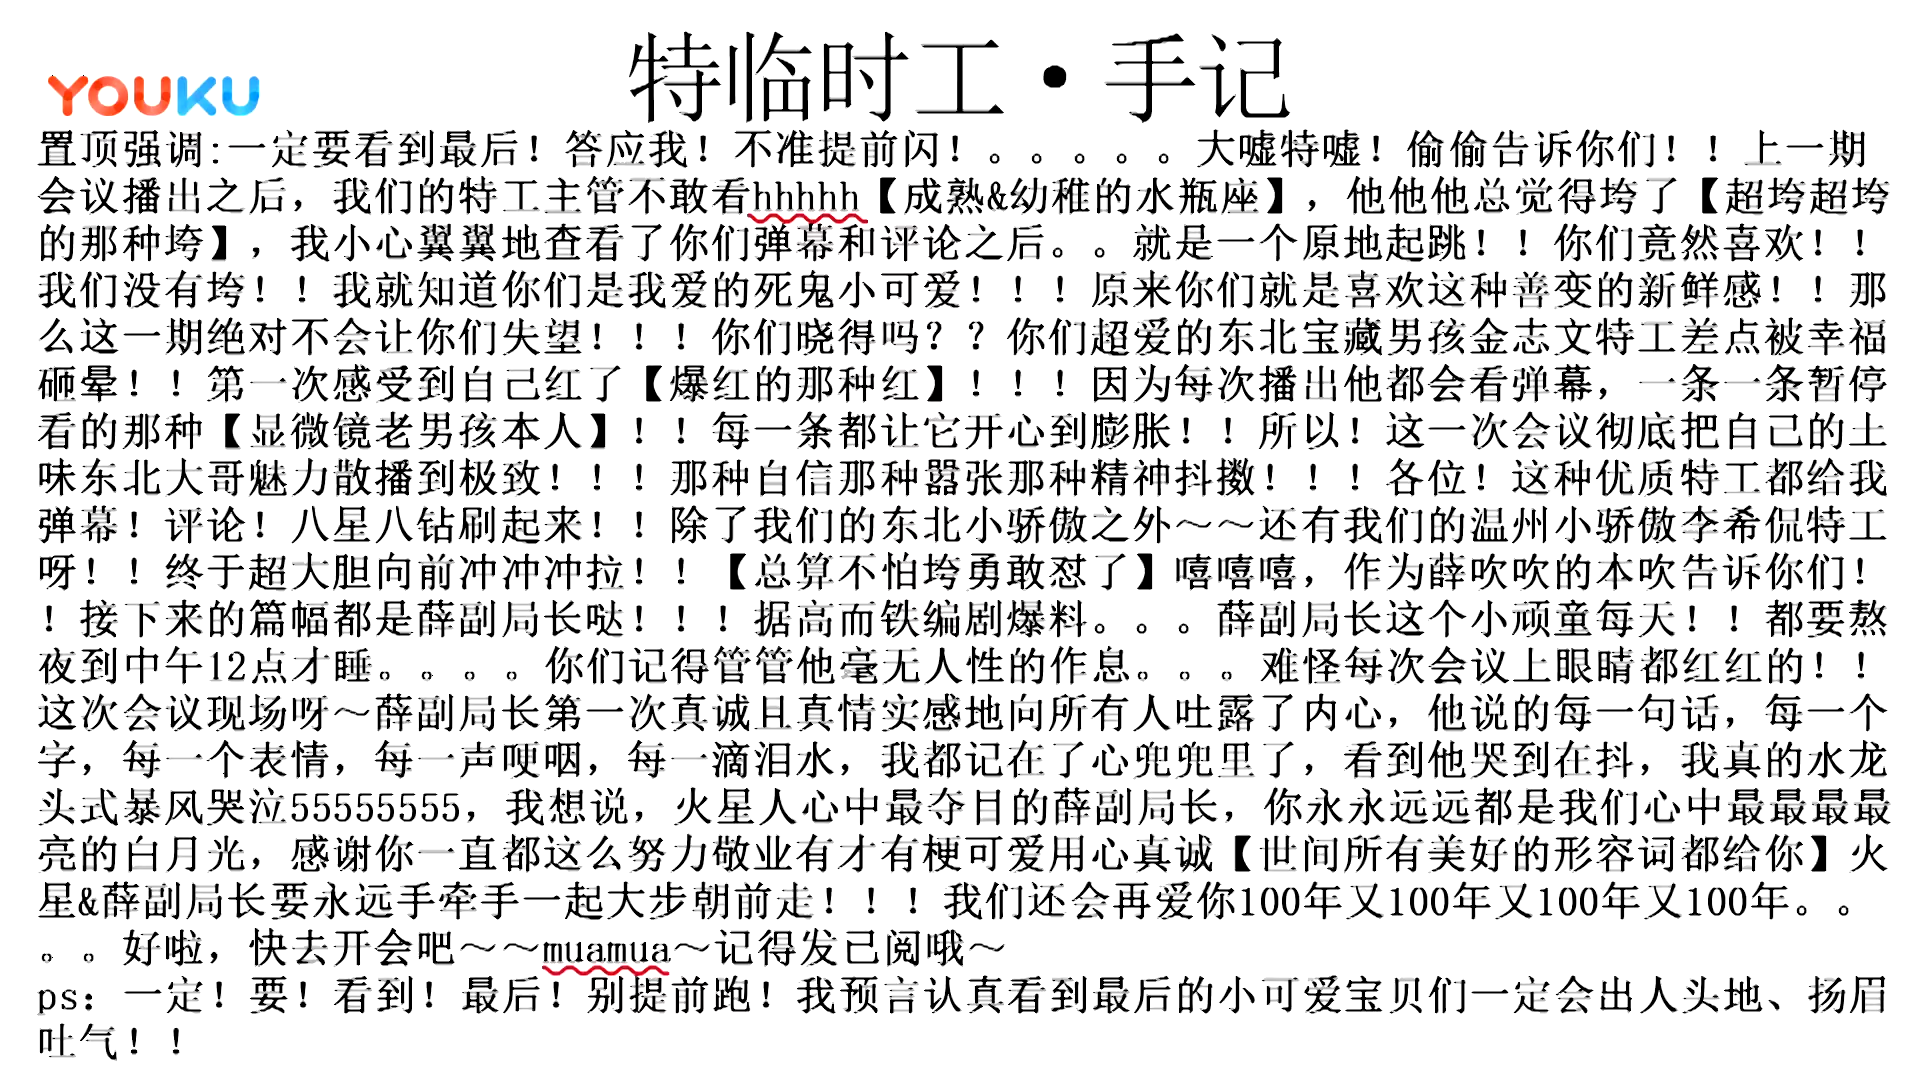 特临时工·手记
YOUKU
置顶强调:一定要看到最后！答应我！不准提前闪！。。。。。大嘘特嘘！偷偷告诉你们！！上一期
会议播出之后，我们的特工主管不敢看hhhhh【成熟&幼稚的水瓶座】，他他他总觉得垮了【超垮超垮
的那种垮】，我小心翼翼地查看了你们弹幕和评论之后。。就是一个原地起跳！！你们竟然喜欢！！
我们没有垮！！我就知道你们是我爱的死鬼小可爱！！！原来你们就是喜欢这种善变的新鲜感！！那
么这一期绝对不会让你们失望！！！你们晓得吗？？你们超爱的东北宝藏男孩金志文特工差点被幸福
砸晕！！第一次感受到自己红了【爆红的那种红】！！！因为每次播出他都会看弹幕，一条一条暂停
看的那种【显微镜老男孩本人】！！每一条都让它开心到膨胀！！所以！这一次会议彻底把自己的土
味东北大哥魅力散播到极致！！！那种自信那种嚣张那种精神抖擞！！！各位！这种优质特工都给我
弹幕！评论！八星八钻刷起来！！除了我们的东北小骄傲之外～～还有我们的温州小骄傲李希侃特工
呀！！终于超大胆向前冲冲冲拉！！【总算不怕垮勇敢怼了】嘻嘻嘻，作为薛吹吹的本吹告诉你们！
！接下来的篇幅都是薛副局长哒！！！据高而铁编剧爆料。。。薛副局长这个小顽童每天！！都要熬
夜到中午12点才睡。。。。你们记得管管他毫无人性的作息。。。难怪每次会议上眼睛都红红的！！
这次会议现场呀～薛副局长第一次真诚且真情实感地向所有人吐露了内心，他说的每一句话，每一个
字，每一个表情，每一声哽咽，每一滴泪水，我都记在了心兜兜里了，看到他哭到在抖，我真的水龙
头式暴风哭泣55555555，我想说，火星人心中最夺目的薛副局长，你永永远远都是我们心中最最最最
亮的白月光，感谢你一直都这么努力敬业有才有梗可爱用心真诚【世间所有美好的形容词都给你】火
星&薛副局长要永远手牵手一起大步朝前走！！！我们还会再爱你100年又100年又100年又100年。。
。。好啦，快去开会吧～～muamua～记得发已阅哦～
ps：一定！要！看到！最后！别提前跑！我预言认真看到最后的小可爱宝贝们一定会出人头地、扬眉
吐气！！